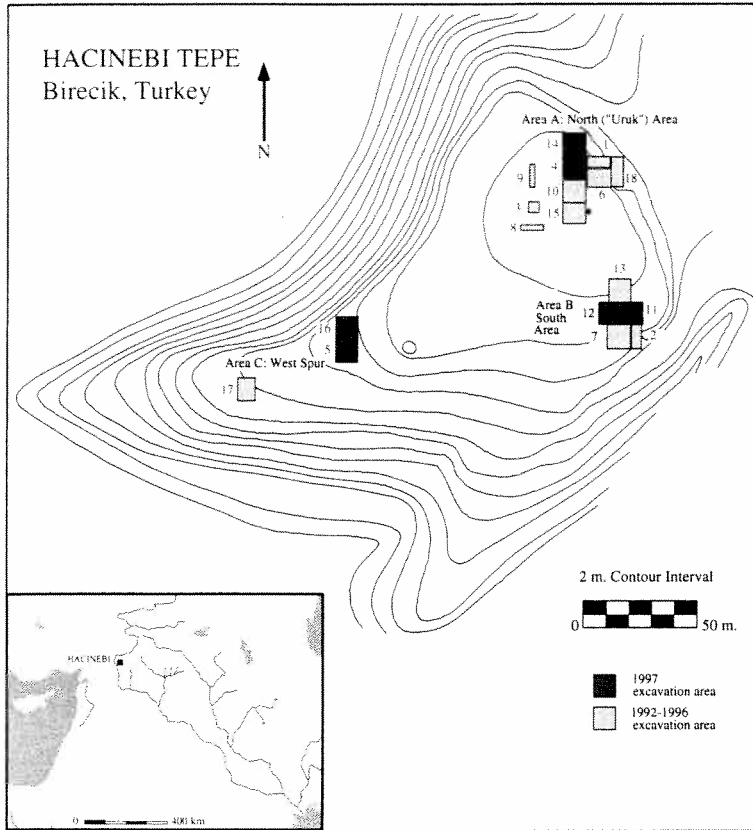 HACINEBI TEPE
Birecik, Turkey
N
Area A: North ("Uruk") Area
14
1
4
9
18
10
6
3
15
8
13
Area B
South
Area
12
11
7
2
16
5
Area C: West Spur
17
2 m. Contour Interval
0
50 m.
1997
excavation area
1992-1996
excavation area
HACINEBI
0
400 km